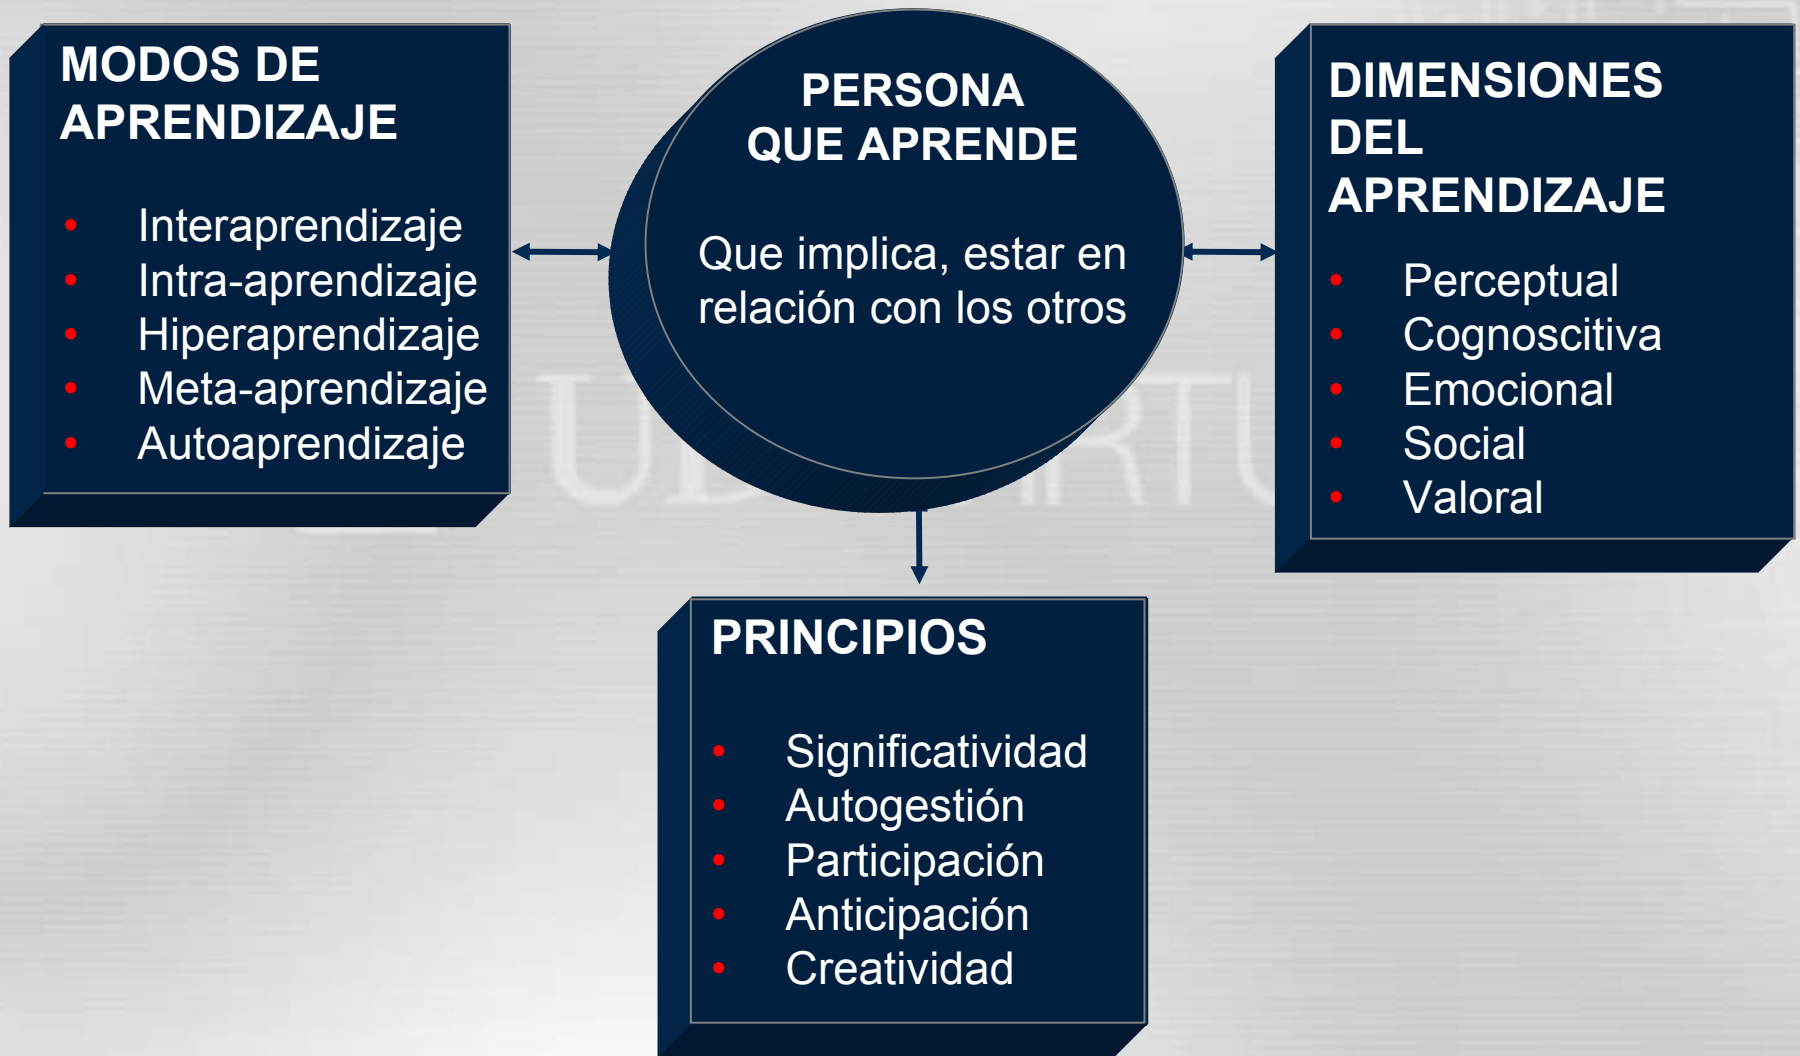 MODOS DE
APRENDIZAJE
• Interaprendizaje
• Intra-aprendizaje
• Hiperaprendizaje
• Meta-aprendizaje
• Autoaprendizaje
PERSONA
QUE APRENDE
Que implica, estar en
relación con los otros
DIMENSIONES
DEL
APRENDIZAJE
• Perceptual
• Cognoscitiva
• Emocional
• Social
• Valoral
PRINCIPIOS
• Significatividad
• Autogestión
• Participación
• Anticipación
• Creatividad